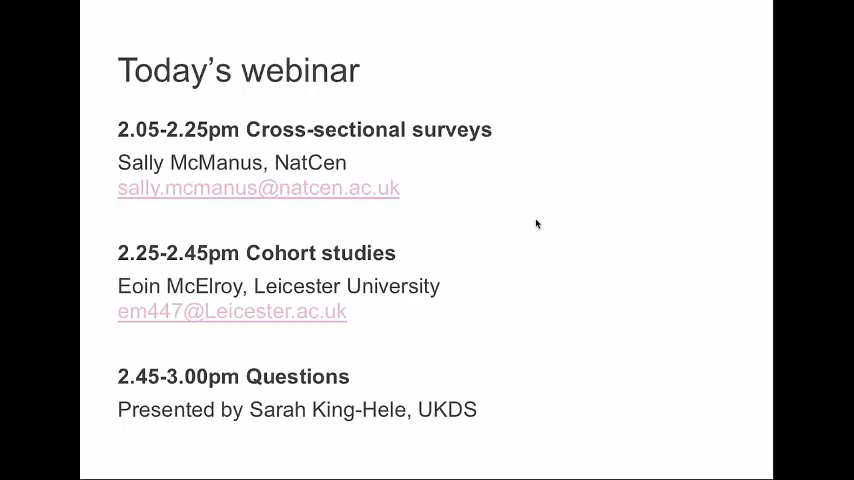 Today’s webinar
2.05-2.25pm Cross-sectional surveys
Sally McManus, NatCen
sally.mcmanus@natcen.ac.uk
2.25-2.45pm Cohort studies
Eoin McElroy, Leicester University
em447@Leicester.ac.uk
2.45-3.00pm Questions
Presented by Sarah King-Hele, UKDS